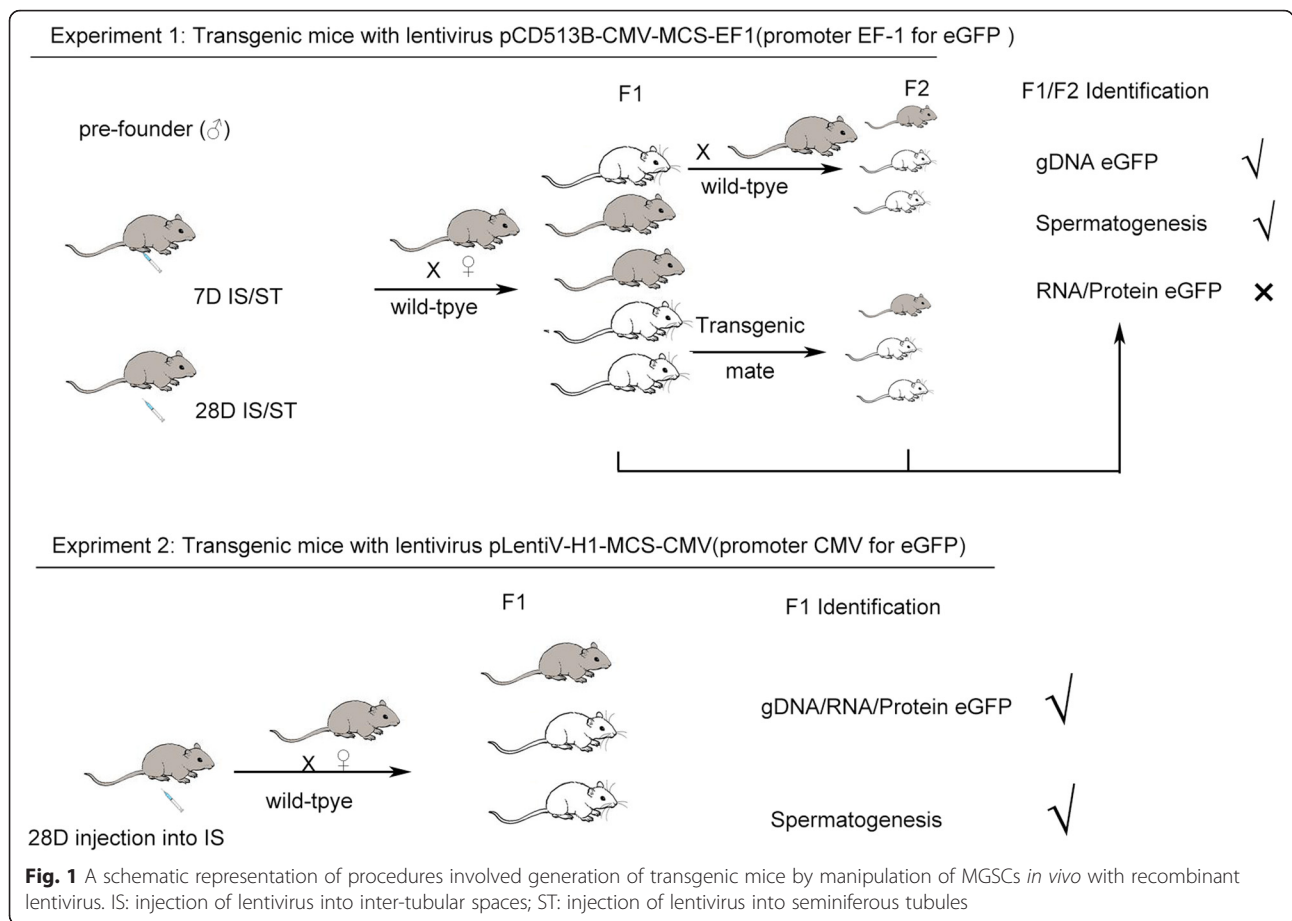 Experiment 1: Transgenic mice with lentivirus pCD513B-CMV-MCS-EF1(promoter EF-1 for eGFP )
F1
F2
F1/F2 Identification
pre-founder (♂)
X
wild-tpye
gDNA eGFP √
Spermatogenesis √
7D IS/ST
X ♀
wild-tpye
RNA/Protein eGFP ×
Transgenic
mate
28D IS/ST
Expriment 2: Transgenic mice with lentivirus pLentiV-H1-MCS-CMV(promoter CMV for eGFP)
F1
F1 Identification
gDNA/RNA/Protein eGFP √
X ♀
wild-tpye
Spermatogenesis √
28D injection into IS
Fig. 1 A schematic representation of procedures involved generation of transgenic mice by manipulation of MGSCs in vivo with recombinant
lentivirus. IS: injection of lentivirus into inter-tubular spaces; ST: injection of lentivirus into seminiferous tubules